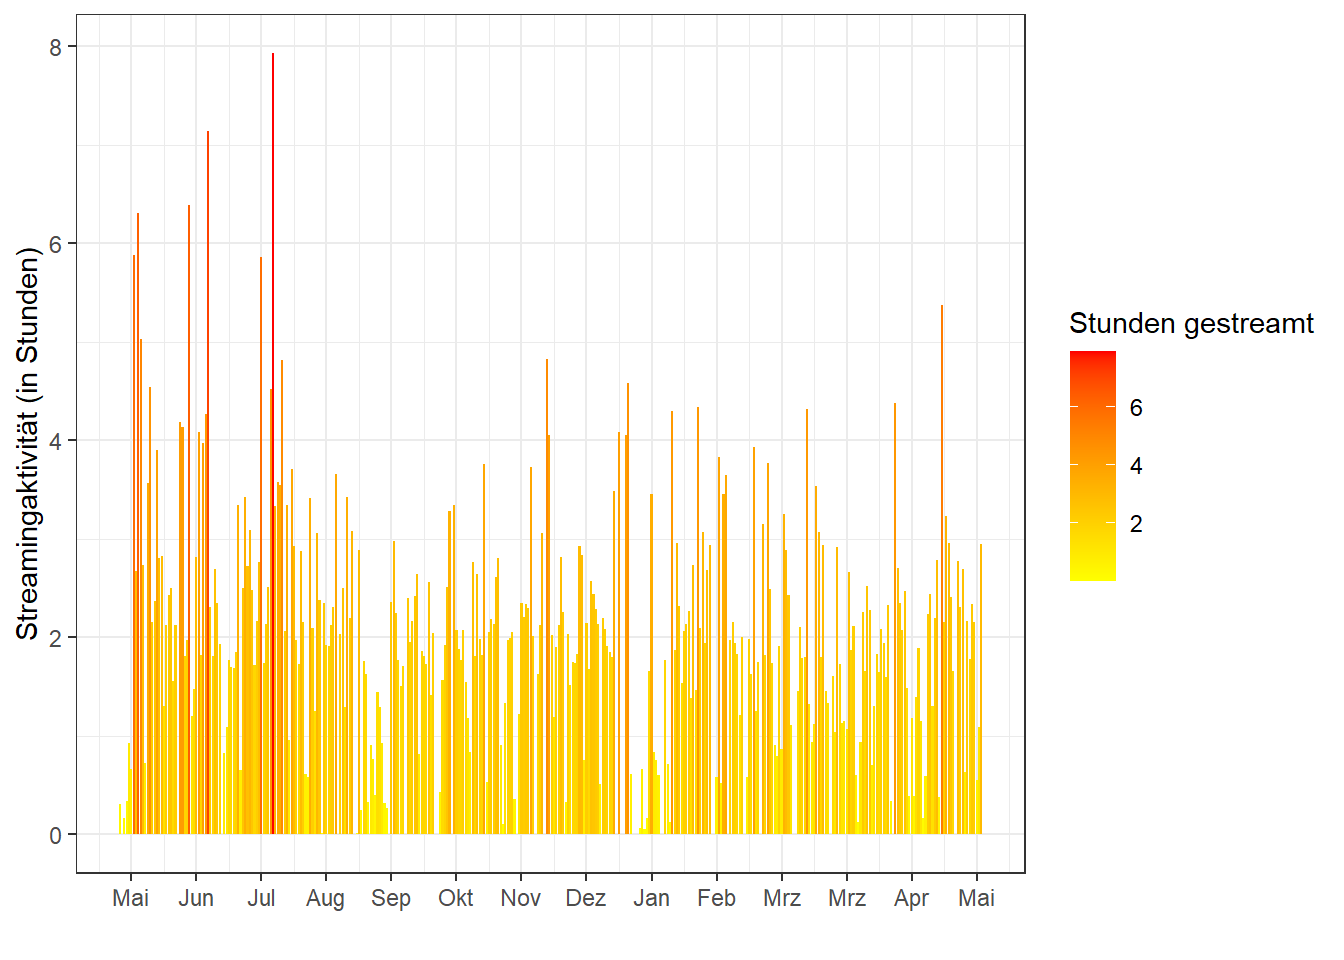 Streamingaktivität (in Stunden)
8
6
4
2
0
Mai Jun Jul Aug Sep Okt Nov Dez Jan Feb Mrz Mrz Apr Mai
Stunden gestreamt
6
4
2